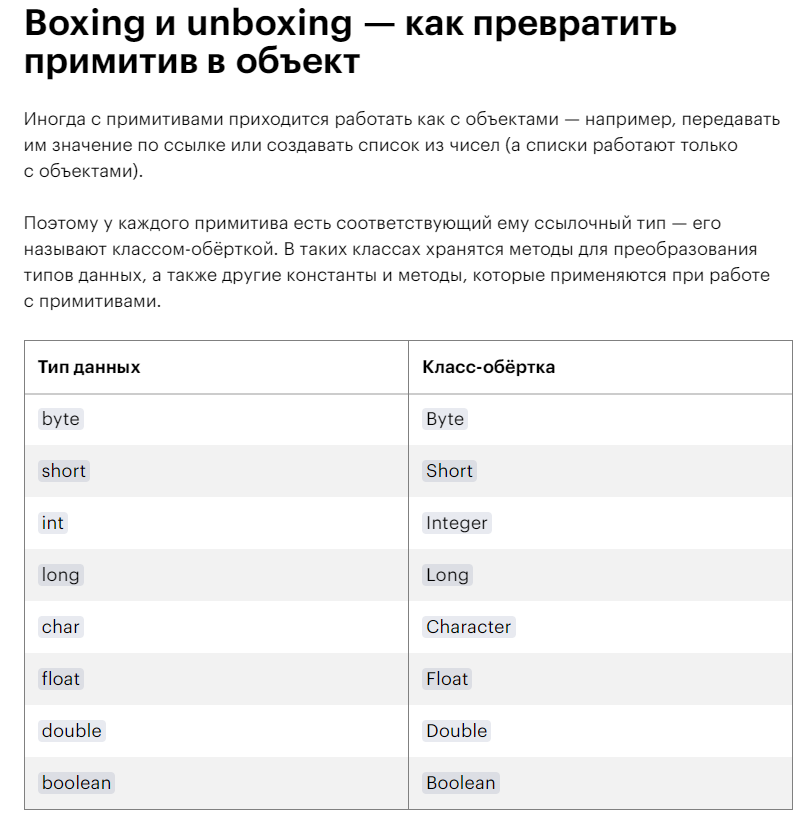 Boxing и unboxing — как превратить
примитив в объект
Иногда с примитивами приходится работать как с объектами — например, передавать
им значение по ссылке или создавать список из чисел (а списки работают только
с объектами).
Поэтому у каждого примитива есть соответствующий ему ссылочный тип — его
называют классом-обёрткой. В таких классах хранятся методы для преобразования
типов данных, а также другие константы и методы, которые применяются при работе
с примитивами.
Тип данных Класс-обёртка
byte Byte
short Short
int Integer
long Long
char Character
float Float
double Double
boolean Boolean